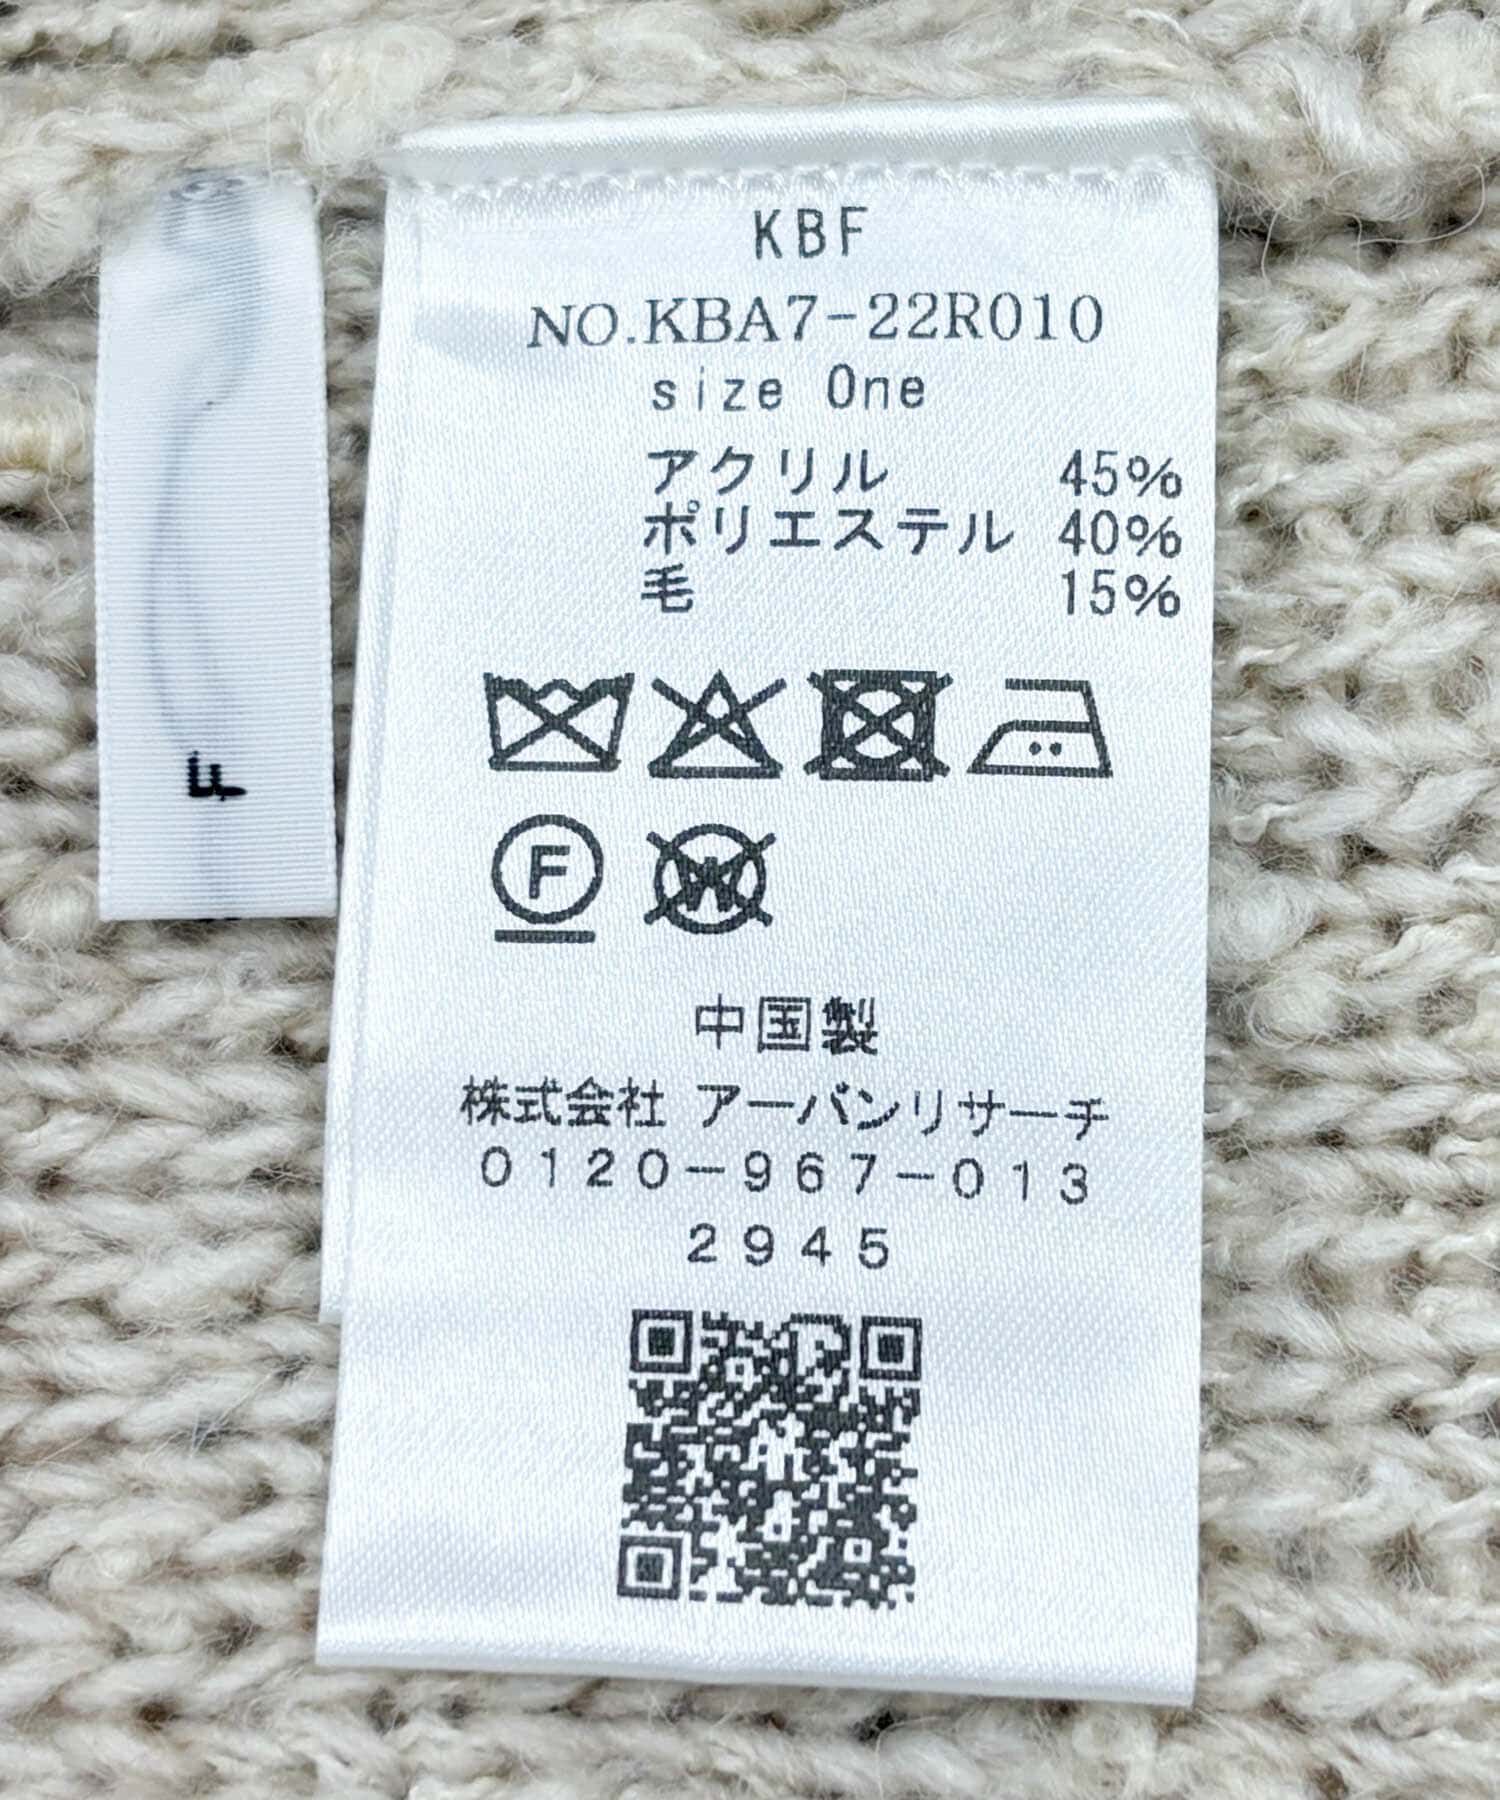 KBF
NO.KBA7-22R010
size One
アクリル 45%
ポリエステル 40%
毛 15%
F
W
中国製
株式会社 アーバンリサーチ
0120-967-013
2945
F